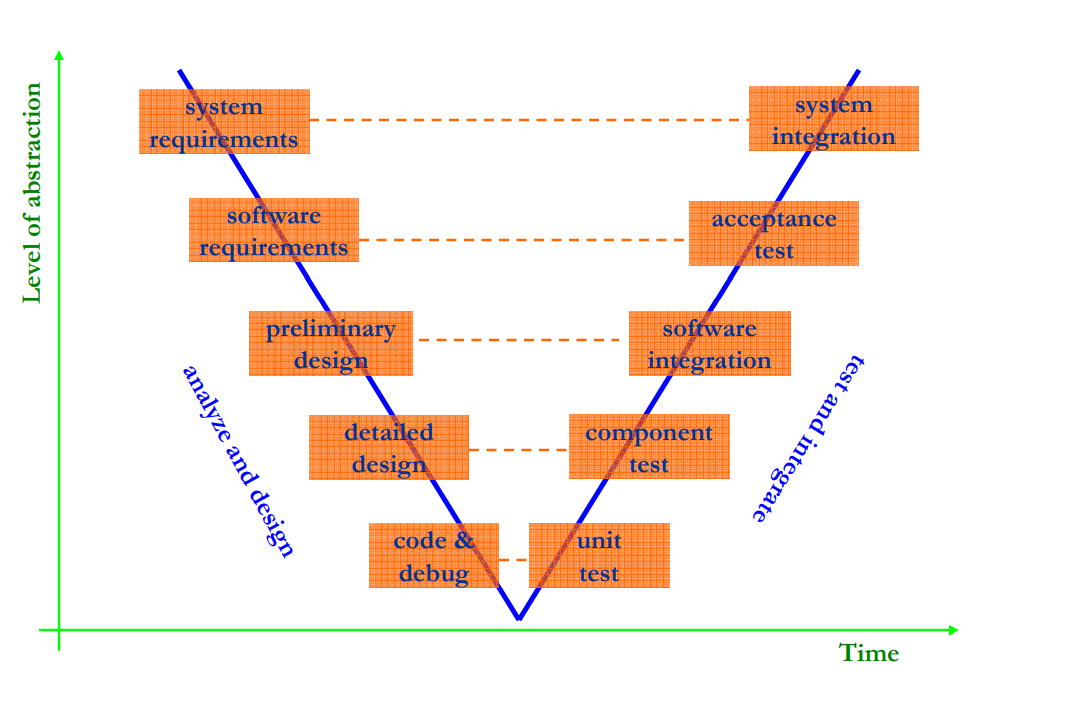 Level of abstraction
system
requirements
system
integration
software
requirements
acceptance
test
preliminary
design
software
integration
analyze and design
test and integrate
detailed
design
component
test
code &
debug
unit
test
Time